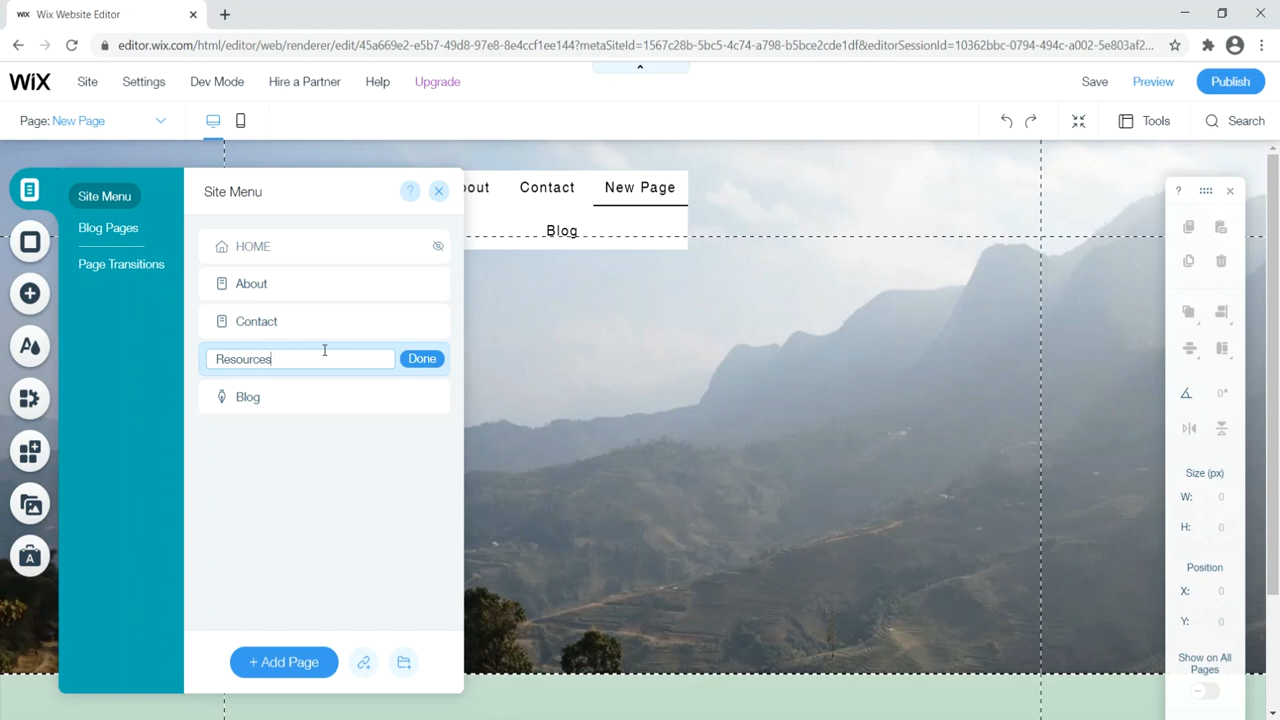 WiX Wix Website Editor
editor.wix.com/html/editor/web/renderer/edit/45a669e2-e5b7-49d8-97e8-8e4ccf1ee144?metaSiteId=1567c28b-5bc5-4c74-a798-b5bce2cde1df&editorSessionId=10362bbc-0794-494c-a002-5e803af2...
WiX Site Settings Dev Mode Hire a Partner Help Upgrade Save Preview Publish
Page: New Page Tools Search
Site Menu
Blog Pages
Page Transitions
Site Menu ?
HOME
About
Contact
Resources Done
Blog
+ Add Page
out Contact New Page
Blog
?
0°
Size (px)
W: 0
H: 0
Position
X: 0
Y: 0
Show on All
Pages